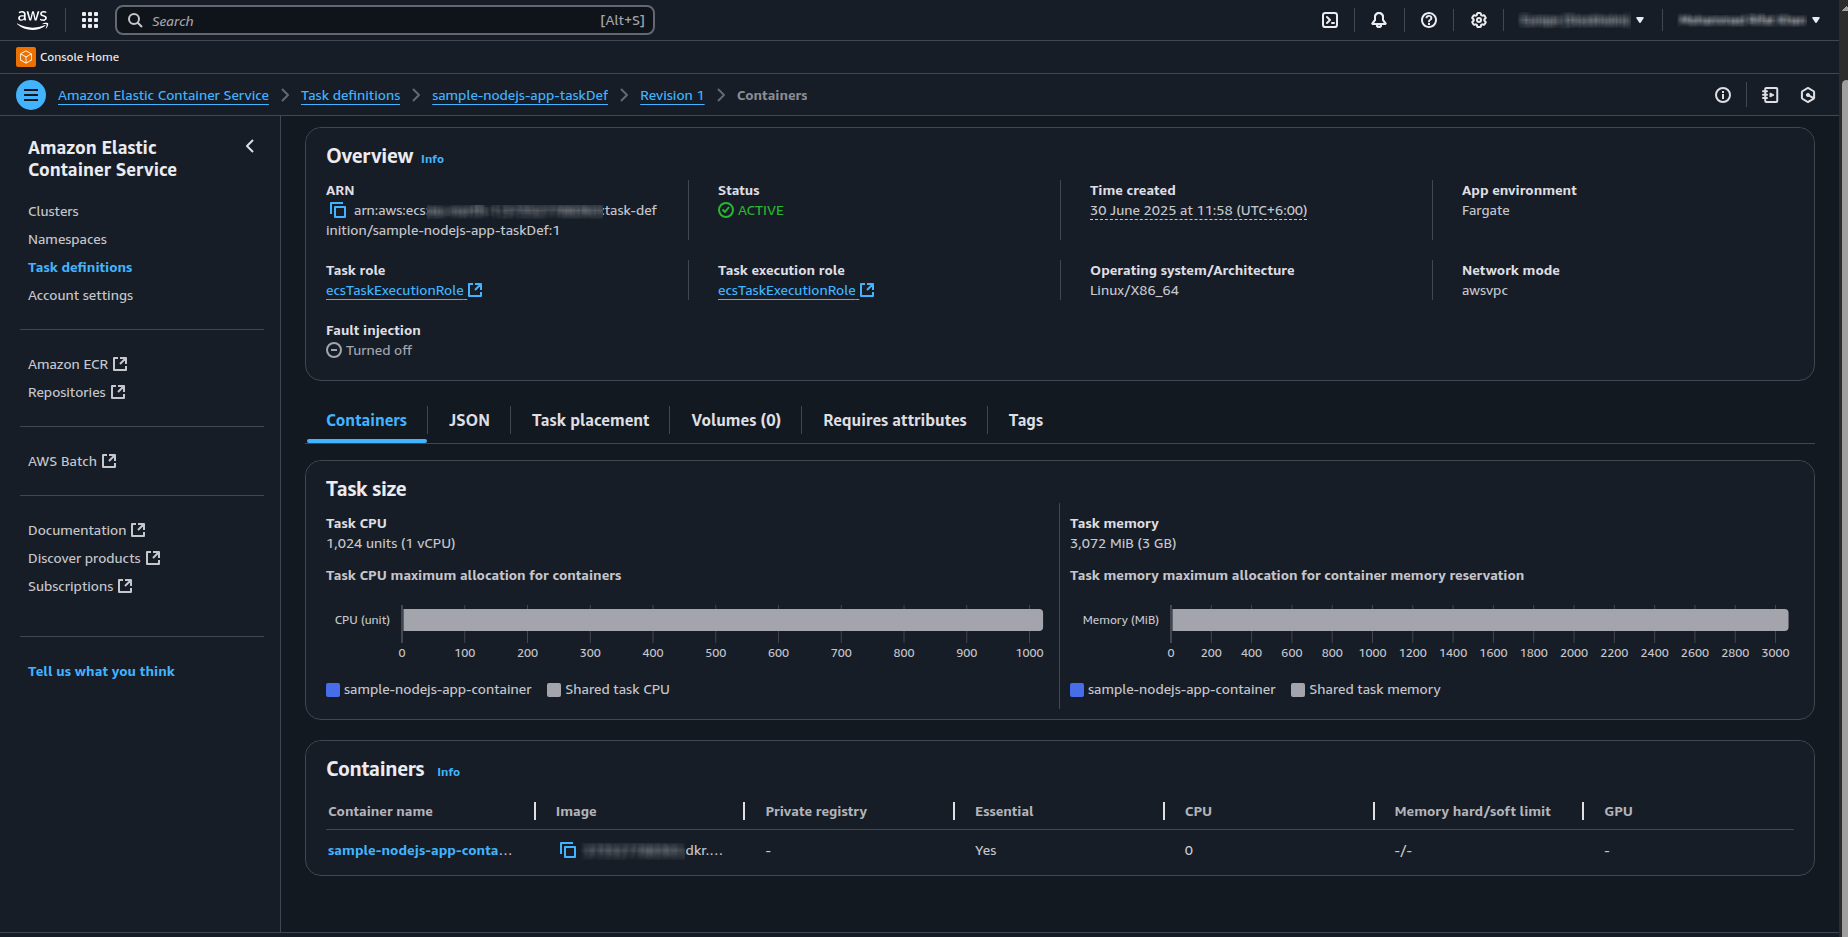 aws
Search [Alt+S]
Console Home
Amazon Elastic Container Service > Task definitions > sample-nodejs-app-taskDef > Revision 1 > Containers
Amazon Elastic
Container Service
Clusters
Namespaces
Task definitions
Account settings
Amazon ECR
Repositories
AWS Batch
Documentation
Discover products
Subscriptions
Tell us what you think
Overview Info
ARN
arn:aws:ecs :task-def
inition/sample-nodejs-app-taskDef:1
Status
ACTIVE
Time created
30 June 2025 at 11:58 (UTC+6:00)
App environment
Fargate
Task role
ecsTaskExecutionRole
Task execution role
ecsTaskExecutionRole
Operating system/Architecture
Linux/X86_64
Network mode
awsvpc
Fault injection
Turned off
Containers JSON Task placement Volumes (0) Requires attributes Tags
Task size
Task CPU
1,024 units (1 vCPU)
Task CPU maximum allocation for containers
CPU (unit)
0 100 200 300 400 500 600 700 800 900 1000
sample-nodejs-app-container Shared task CPU
Task memory
3,072 MiB (3 GB)
Task memory maximum allocation for container memory reservation
Memory (MiB)
0 200 400 600 800 1000 1200 1400 1600 1800 2000 2200 2400 2600 2800 3000
sample-nodejs-app-container Shared task memory
Containers Info
Container name Image Private registry Essential CPU Memory hard/soft limit GPU
sample-nodejs-app-conta... dkr.... - Yes 0 -/- -